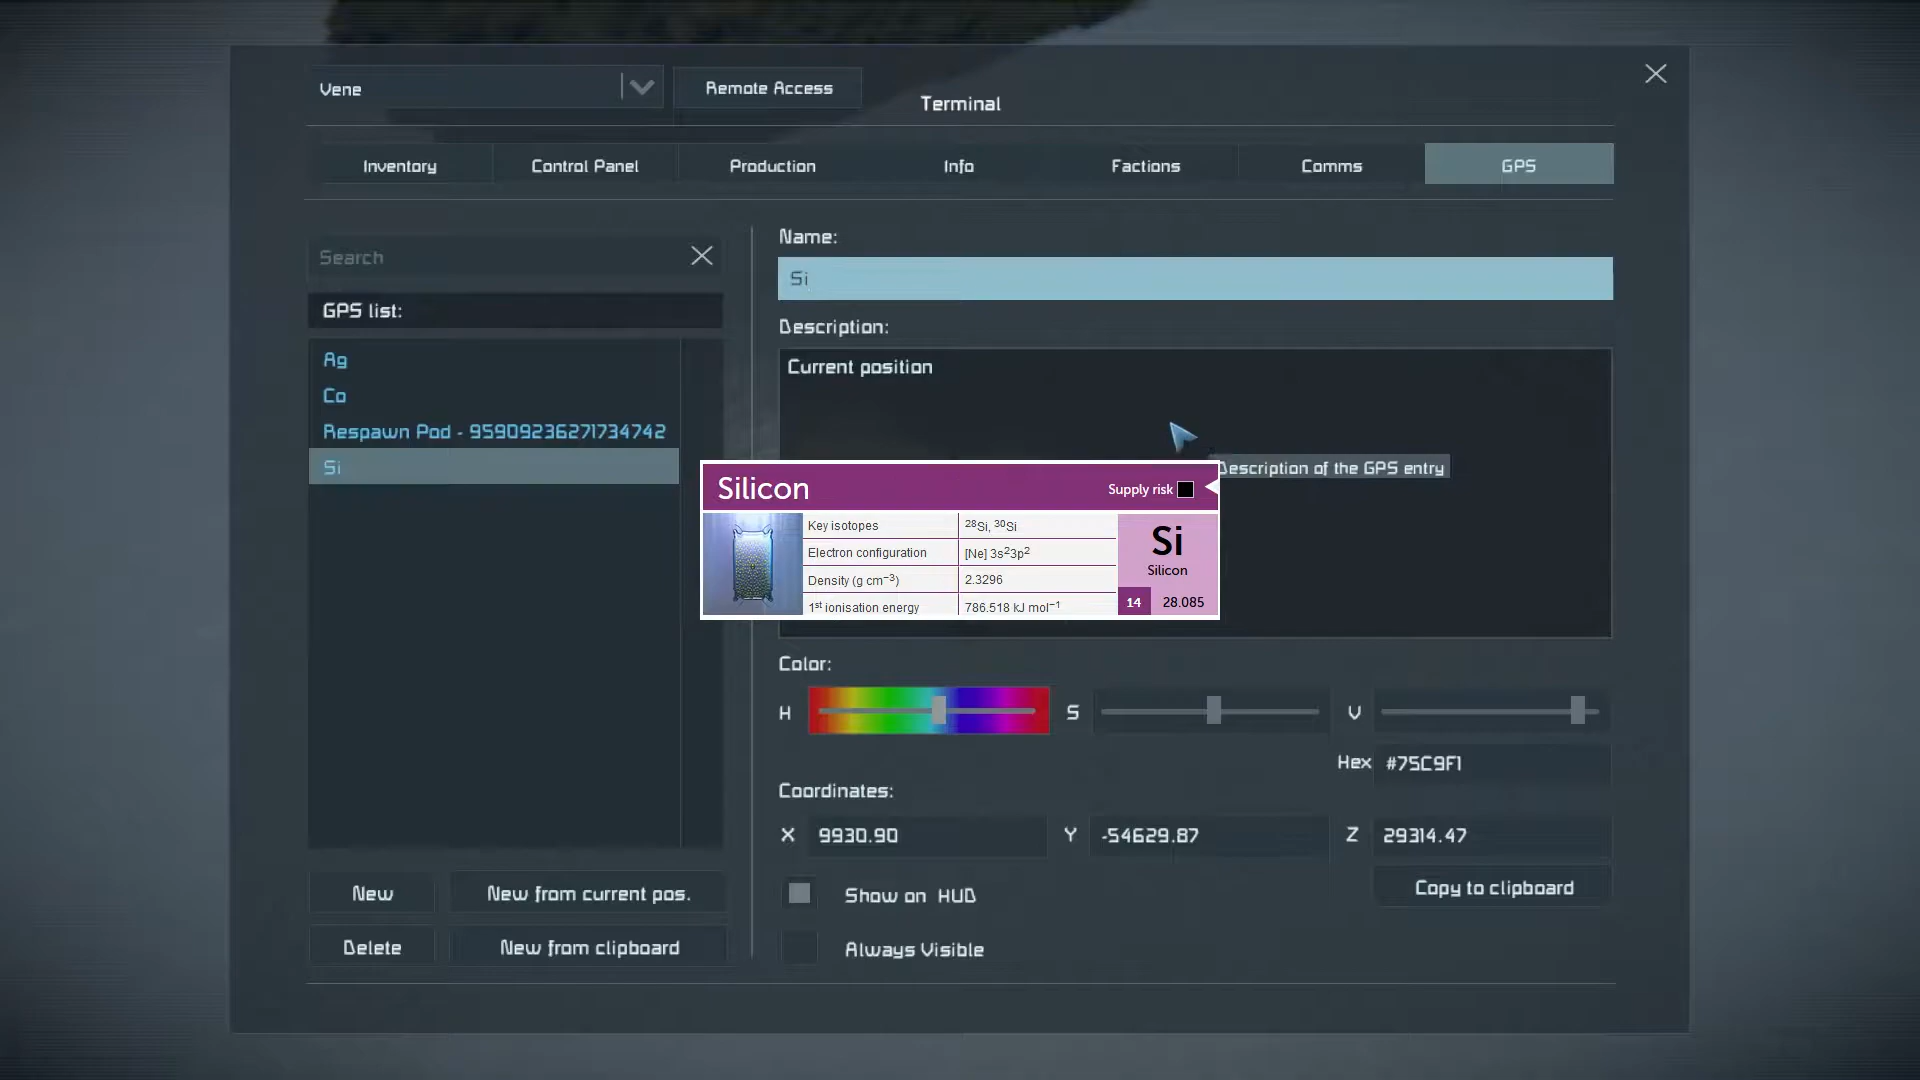 Vene
Remote Access
Terminal
Inventory
Control Panel
Production
Info
Factions
Comms
GPS
Search
GPS list:
Ag
Co
Respawn Pod - 95909236271734742
Si
Name:
Si
Description:
Current position
Description of the GPS entry
Silicon
Supply risk
Key isotopes
²⁸Si, ³⁰Si
Electron configuration
[Ne] 3s²3p²
Density (g cm⁻³)
2.3296
1ˢᵗ ionisation energy
786.518 kJ mol⁻¹
Si
Silicon
14
28.085
Color:
H
S
V
Hex
#75C9F1
Coordinates:
X
9930.90
Y
-54629.87
Z
29314.47
Copy to clipboard
Show on HUD
Always Visible
New
New from current pos.
Delete
New from clipboard